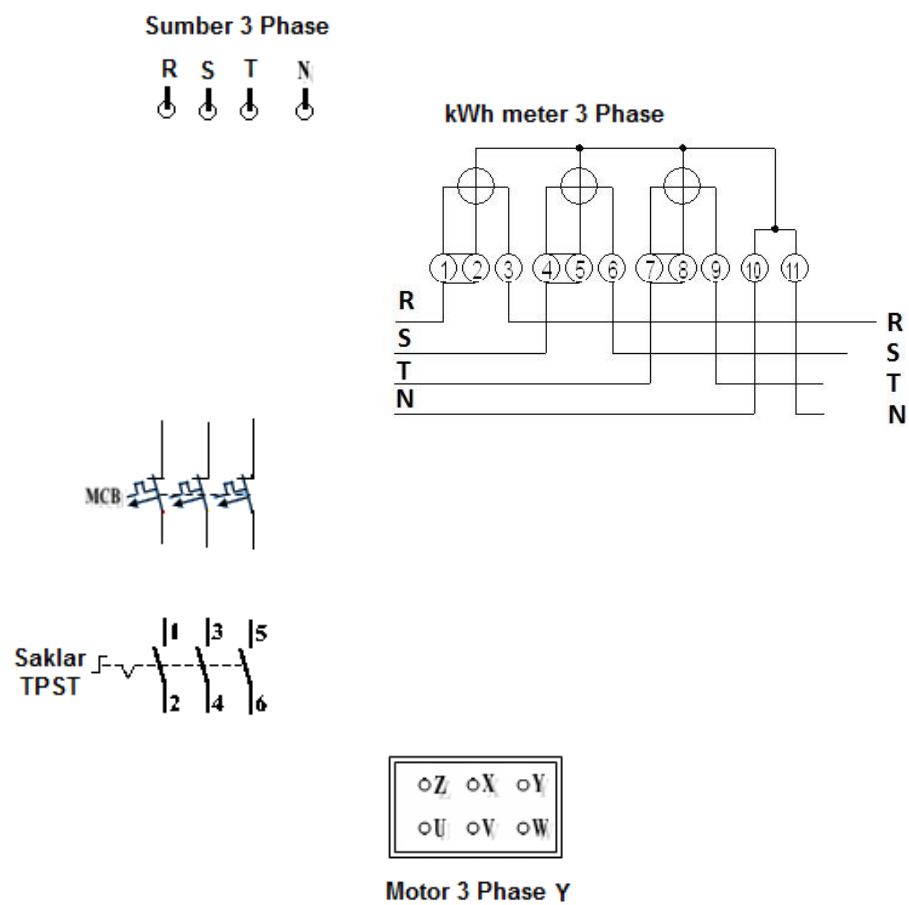 Sumber 3 Phase
R S T N
kWh meter 3 Phase
1 2 3 4 5 6 7 8 9 10 11
R
R
S
S
T
T
N
N
MCB
1 3 5
Saklar
TPST
2 4 6
Z X Y
U V W
Motor 3 Phase Y